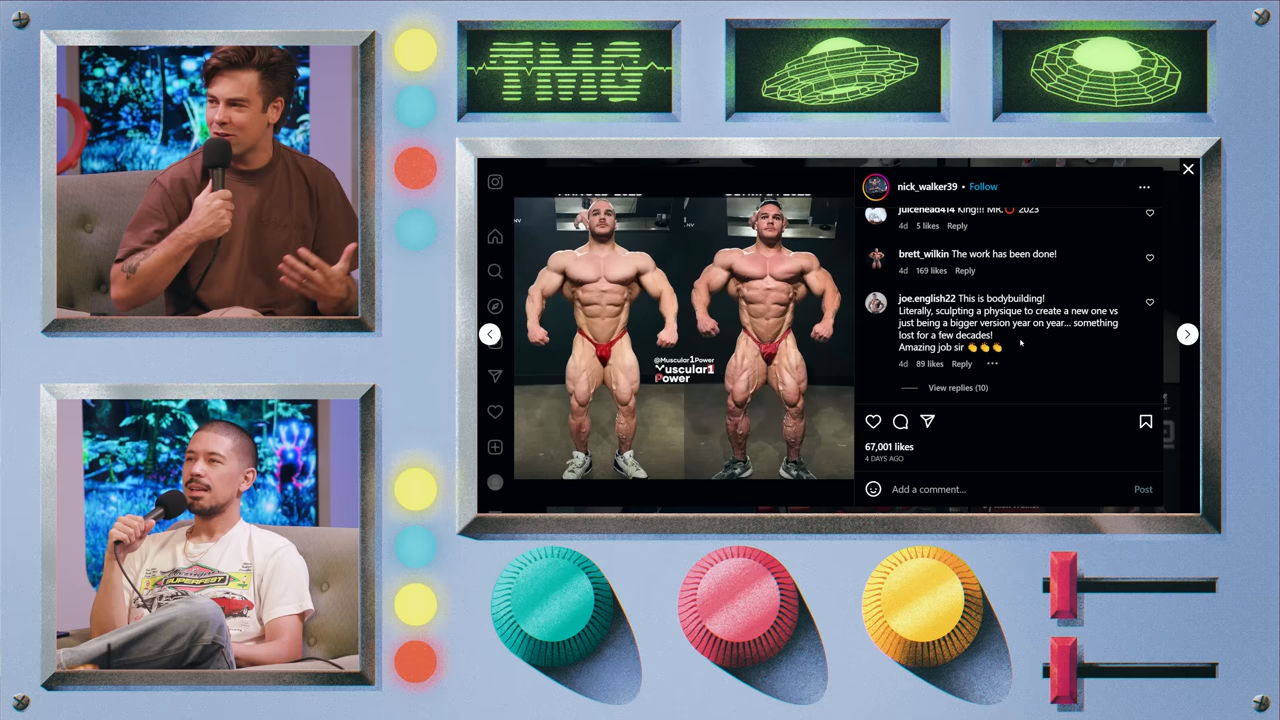 TMG
nick_walker39 • Follow
juicehead414 King!!! MR.⭕ 2023
4d 5 likes Reply
brett_wilkin The work has been done!
4d 169 likes Reply
joe.english22 This is bodybuilding!
Literally, sculpting a physique to create a new one vs
just being a bigger version year on year... something
lost for a few decades!
Amazing job sir 👏👏👏
4d 89 likes Reply
View replies (10)
67,001 likes
4 DAYS AGO
Add a comment...
Post
@Muscular1Power
Muscular1
Power
SUPERFEST